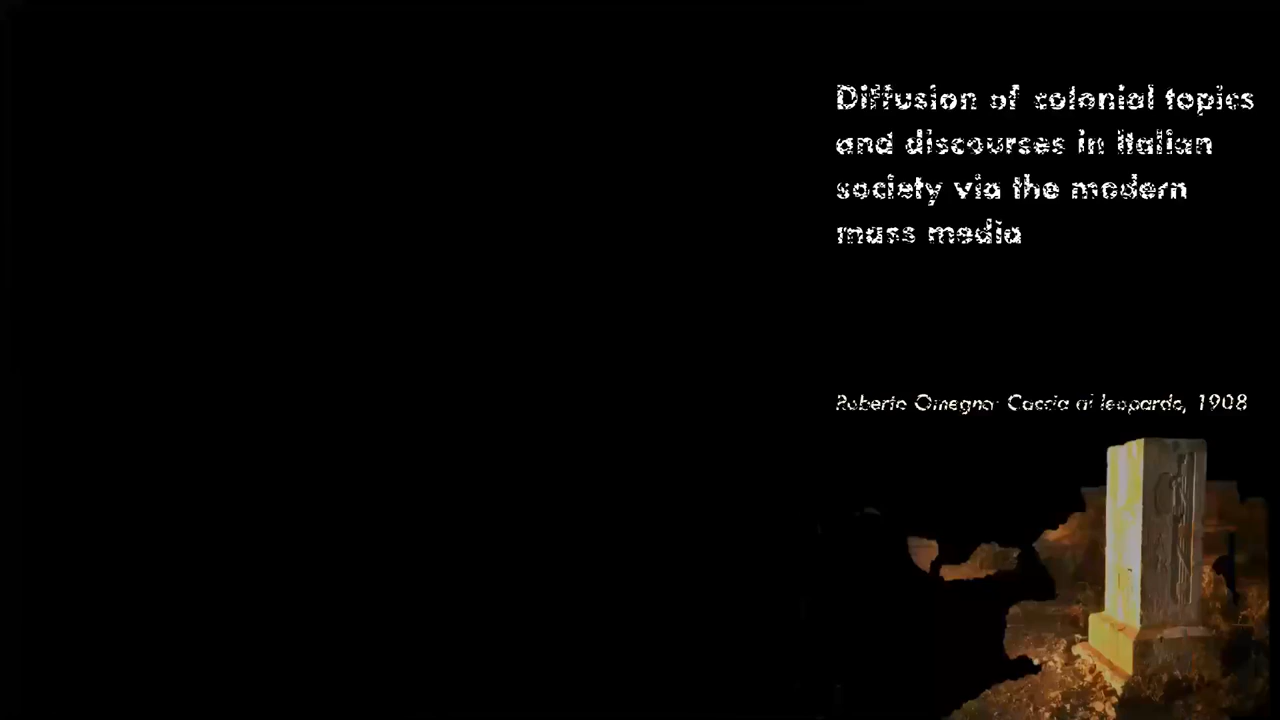 Diffusion of colonial topics
and discourses in Italian
society via the modern
mass media
Roberto Omegna: Caccia al leopardo, 1908